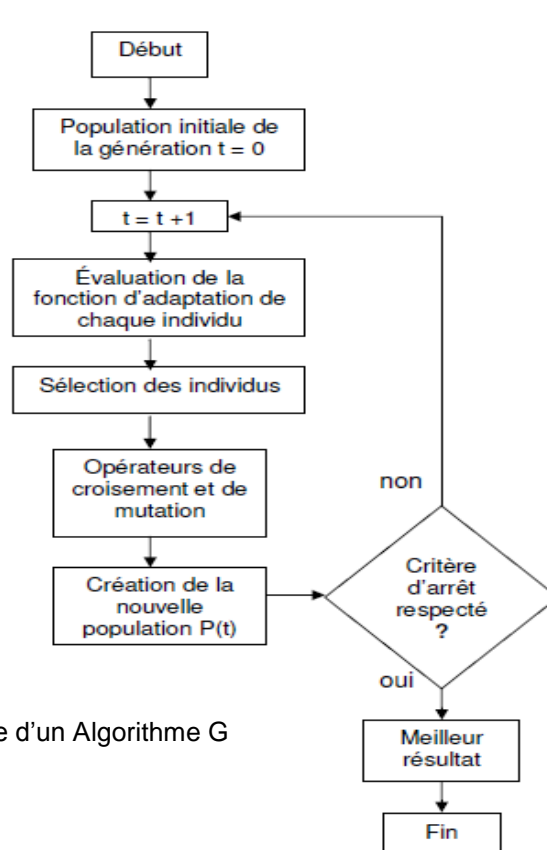 Début
Population initiale de
la génération t = 0
t = t +1
Évaluation de la
fonction d'adaptation de
chaque individu
Sélection des individus
Opérateurs de
croisement et de
mutation
Création de la
nouvelle
population P(t)
non
Critère
d'arrêt
respecté
?
oui
e d’un Algorithme G
Meilleur
résultat
Fin